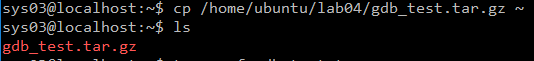 sys03@localhost:~$ cp /home/ubuntu/lab04/gdb_test.tar.gz ~
sys03@localhost:~$ ls
gdb_test.tar.gz